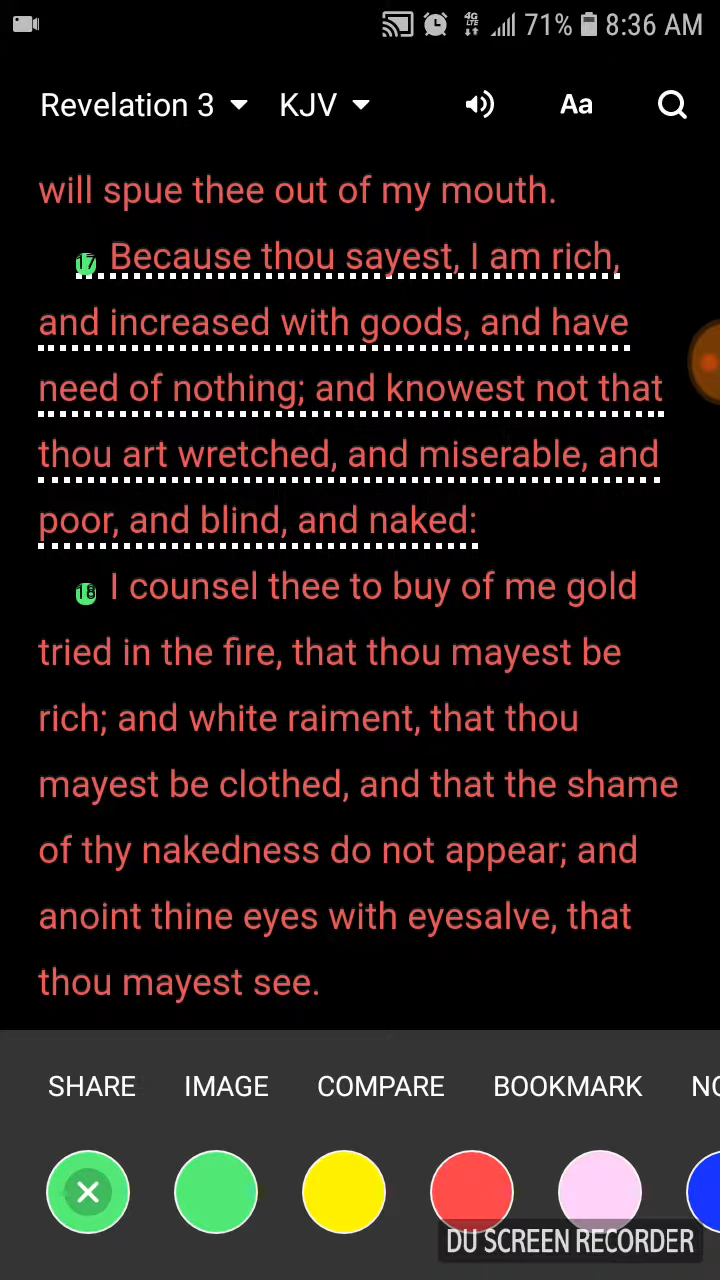 4G LTE 71% 8:36 AM
Revelation 3 KJV Aa
will spue thee out of my mouth.
17 Because thou sayest, I am rich,
and increased with goods, and have
need of nothing; and knowest not that
thou art wretched, and miserable, and
poor, and blind, and naked:
18 I counsel thee to buy of me gold
tried in the fire, that thou mayest be
rich; and white raiment, that thou
mayest be clothed, and that the shame
of thy nakedness do not appear; and
anoint thine eyes with eyesalve, that
thou mayest see.
SHARE IMAGE COMPARE BOOKMARK
DU SCREEN RECORDER